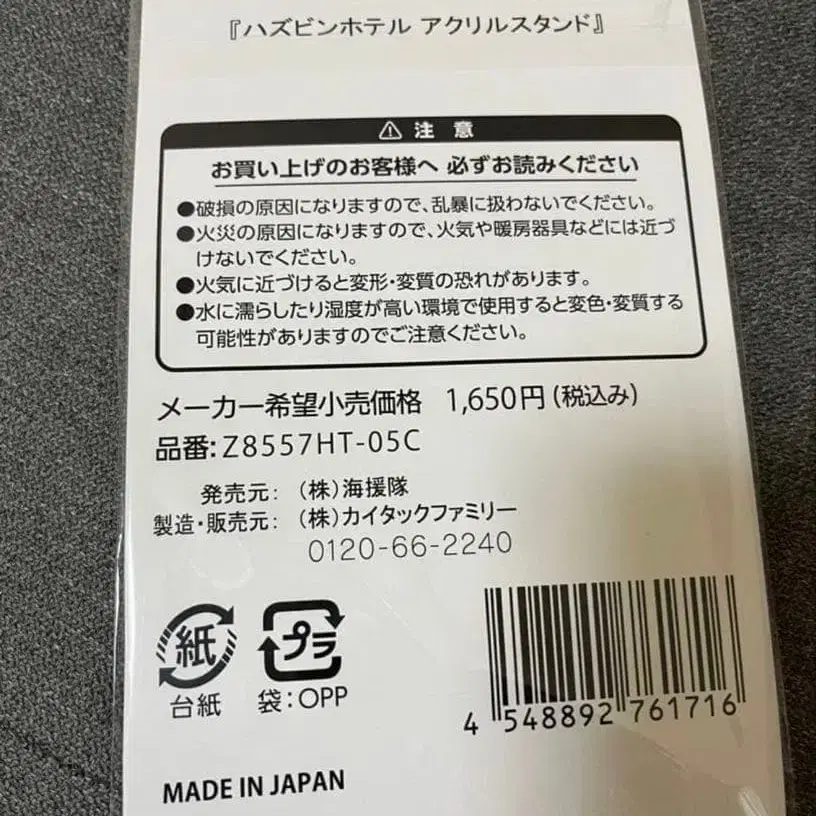 『ハズビンホテル アクリルスタンド』
⚠ 注 意
お買い上げのお客様へ 必ずお読みください
●破損の原因になりますので、乱暴に扱わないでください。
●火災の原因になりますので、火気や暖房器具などには近づ
けないでください。
●火気に近づけると変形・変質の恐れがあります。
●水に濡らしたり湿度が高い環境で使用すると変色・変質する
可能性がありますのでご注意ください。
メーカー希望小売価格 1,650円(税込み)
品番:Z8557HT-05C
発売元: (株)海援隊
製造・販売元: (株)カイタックファミリー
0120-66-2240
紙
台紙
プラ
袋:OPP
4 548892 761716
MADE IN JAPAN